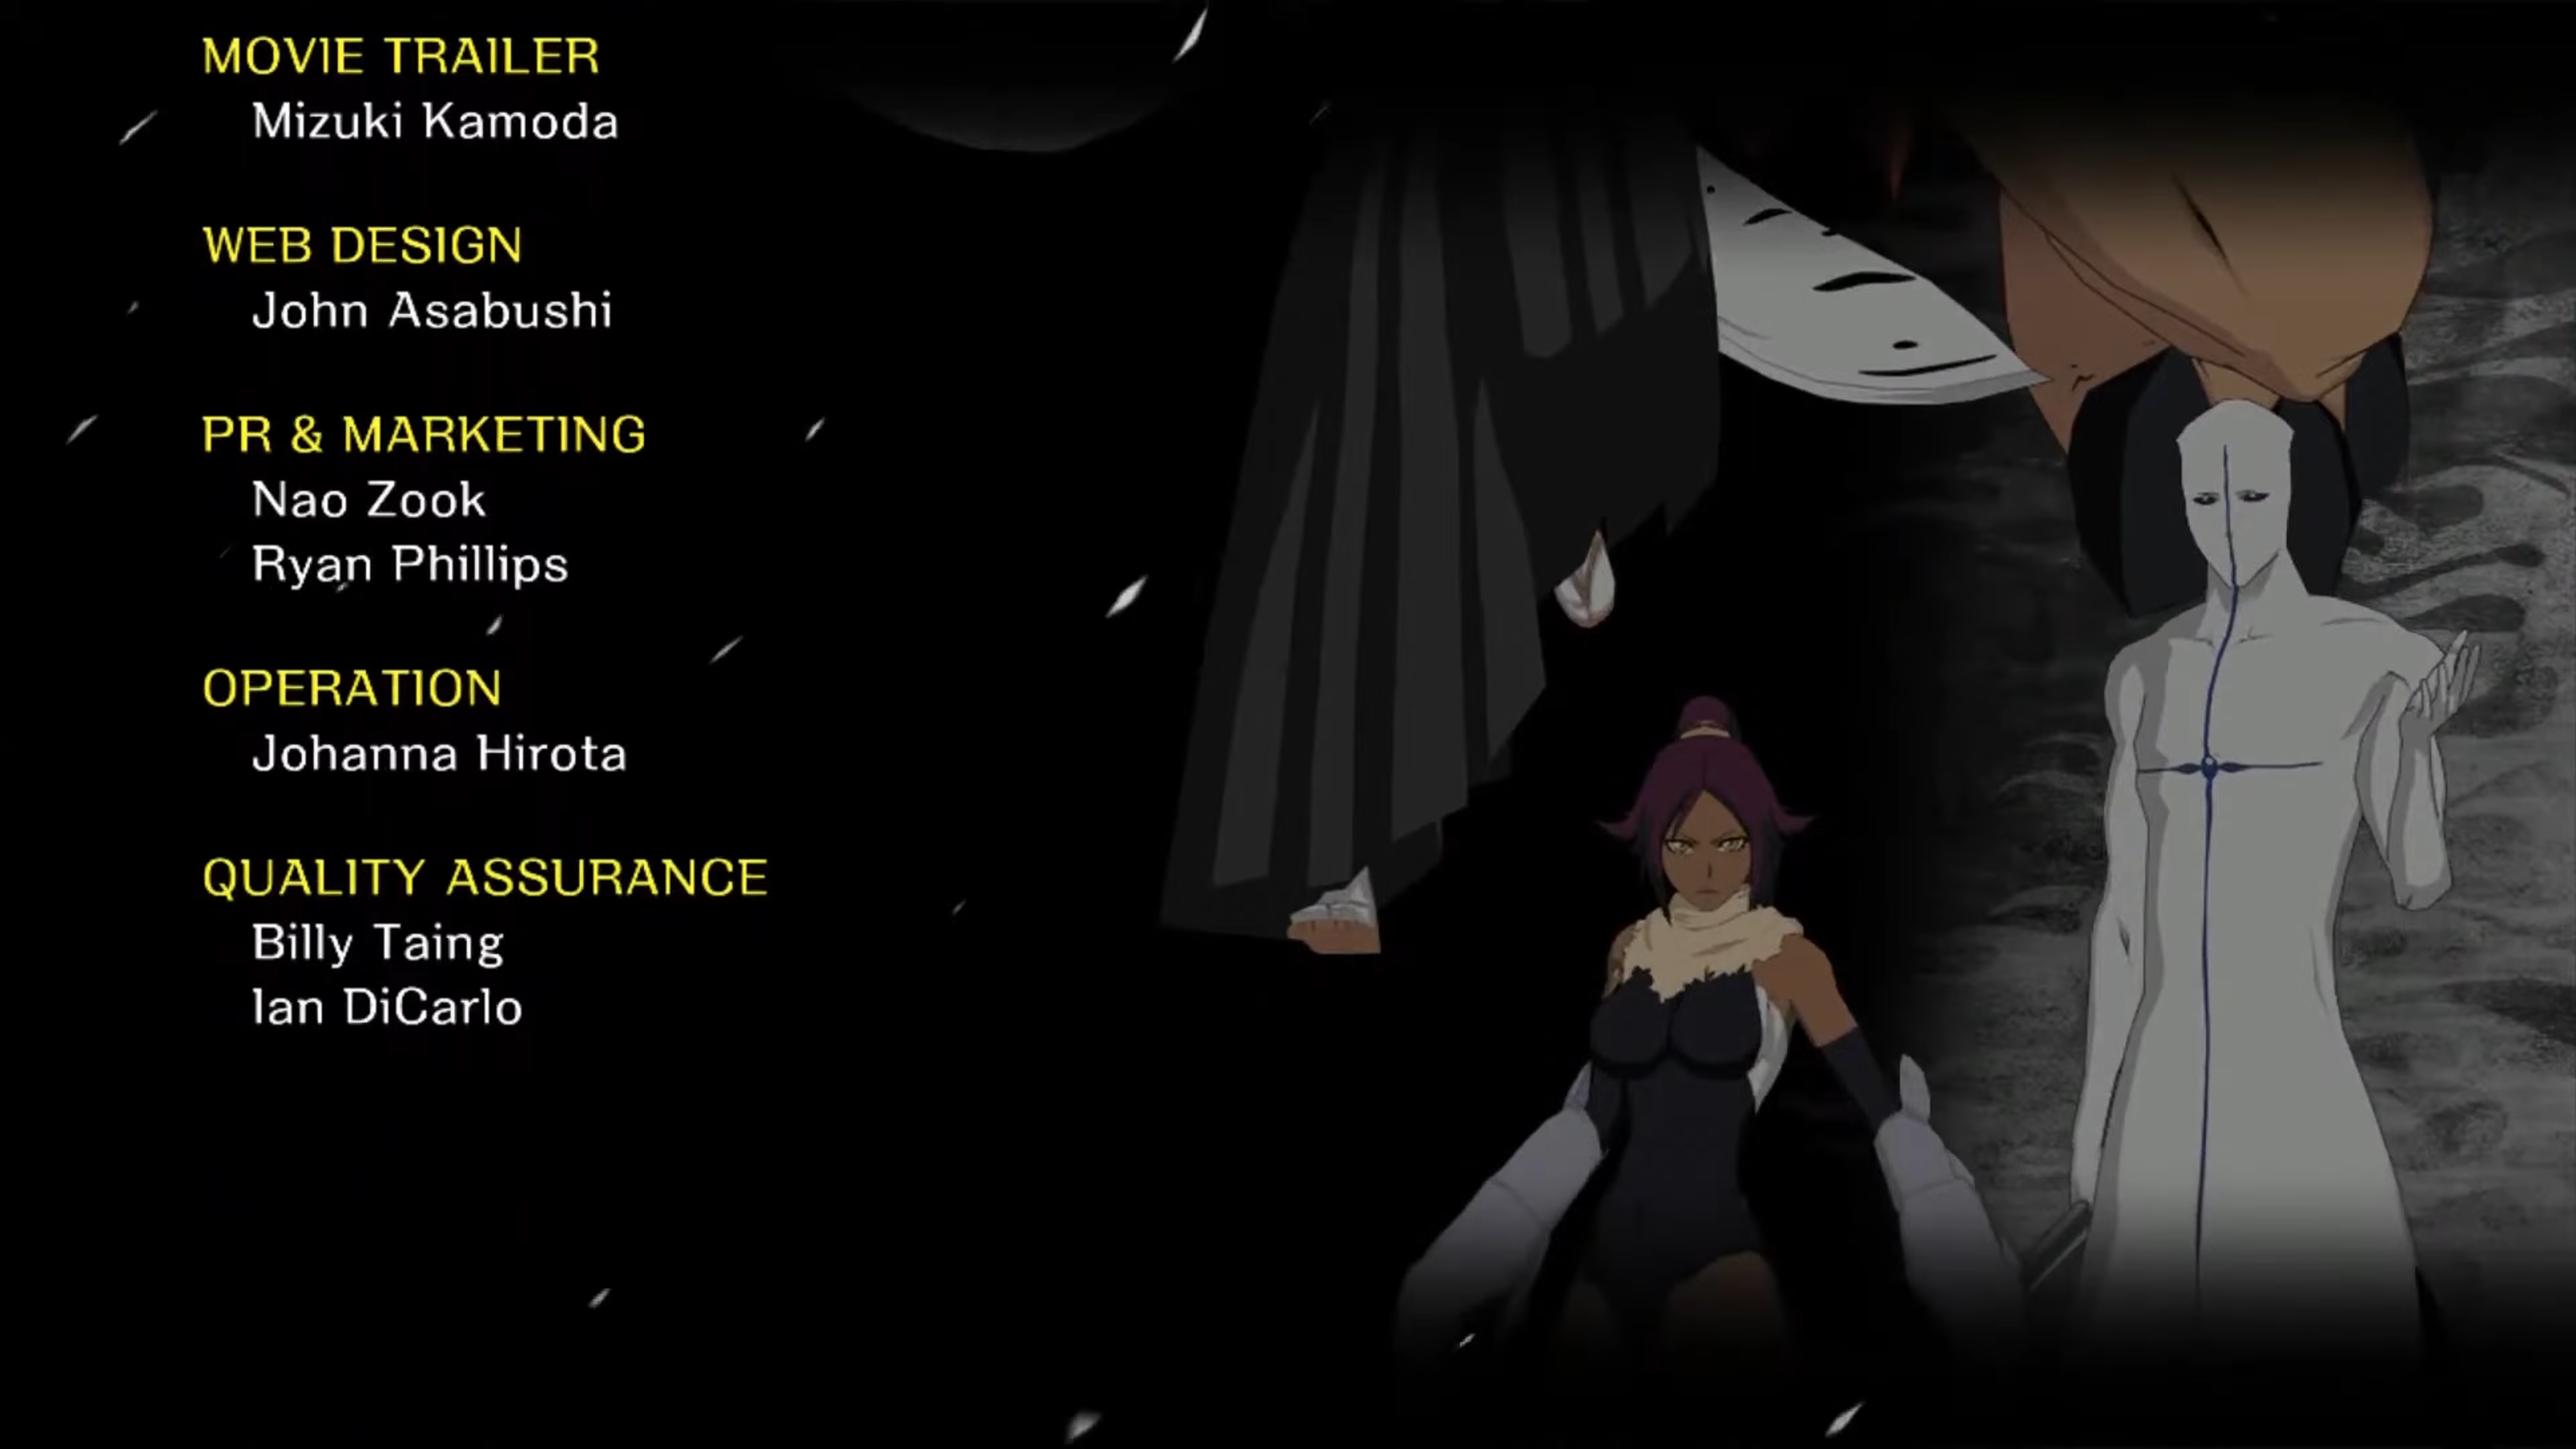 MOVIE TRAILER
Mizuki Kamoda
WEB DESIGN
John Asabushi
PR & MARKETING
Nao Zook
Ryan Phillips
OPERATION
Johanna Hirota
QUALITY ASSURANCE
Billy Taing
Ian DiCarlo